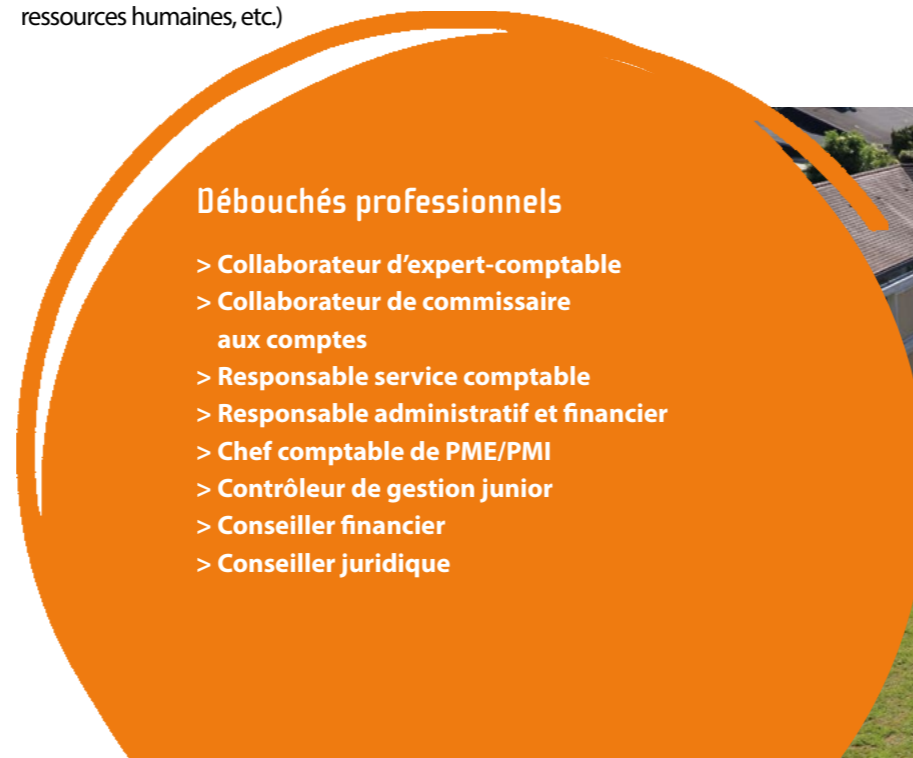 ressources humaines, etc.)
Débouchés professionnels
> Collaborateur d’expert-comptable
> Collaborateur de commissaire
aux comptes
> Responsable service comptable
> Responsable administratif et financier
> Chef comptable de PME/PMI
> Contrôleur de gestion junior
> Conseiller financier
> Conseiller juridique